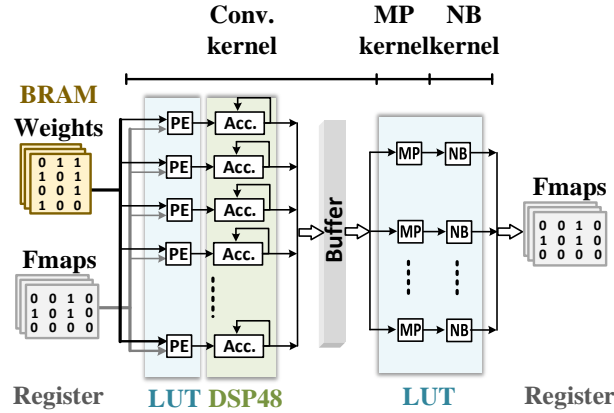 Conv. MP NB
kernel kernel kernel
BRAM
Weights
0 1 1
1 0 1
0 0 1
1 0 0
Fmaps
0 0 1 0
1 0 1 0
0 0 0 0
PE Acc.
PE Acc.
PE Acc.
PE Acc.
PE Acc.
Buffer
MP NB
MP NB
MP NB
Fmaps
0 0 1 0
1 0 1 0
0 0 0 0
Register LUT DSP48 LUT Register